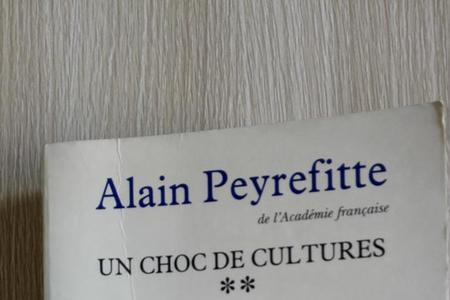 Alain Peyrefitte
de l'Académie française
UN CHOC DE CULTURES
**